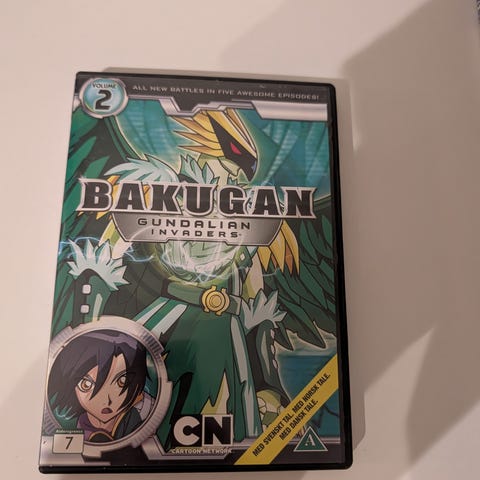 VOLUME
2
ALL NEW BATTLES IN FIVE AWESOME EPISODES!
BAKUGAN
GUNDALIAN
INVADERS
MED SVENSKT TAL. MED NORSK TALE.
MED DANSK TALE.
Aldersgrense
7
CN
CARTOON NETWORK
A